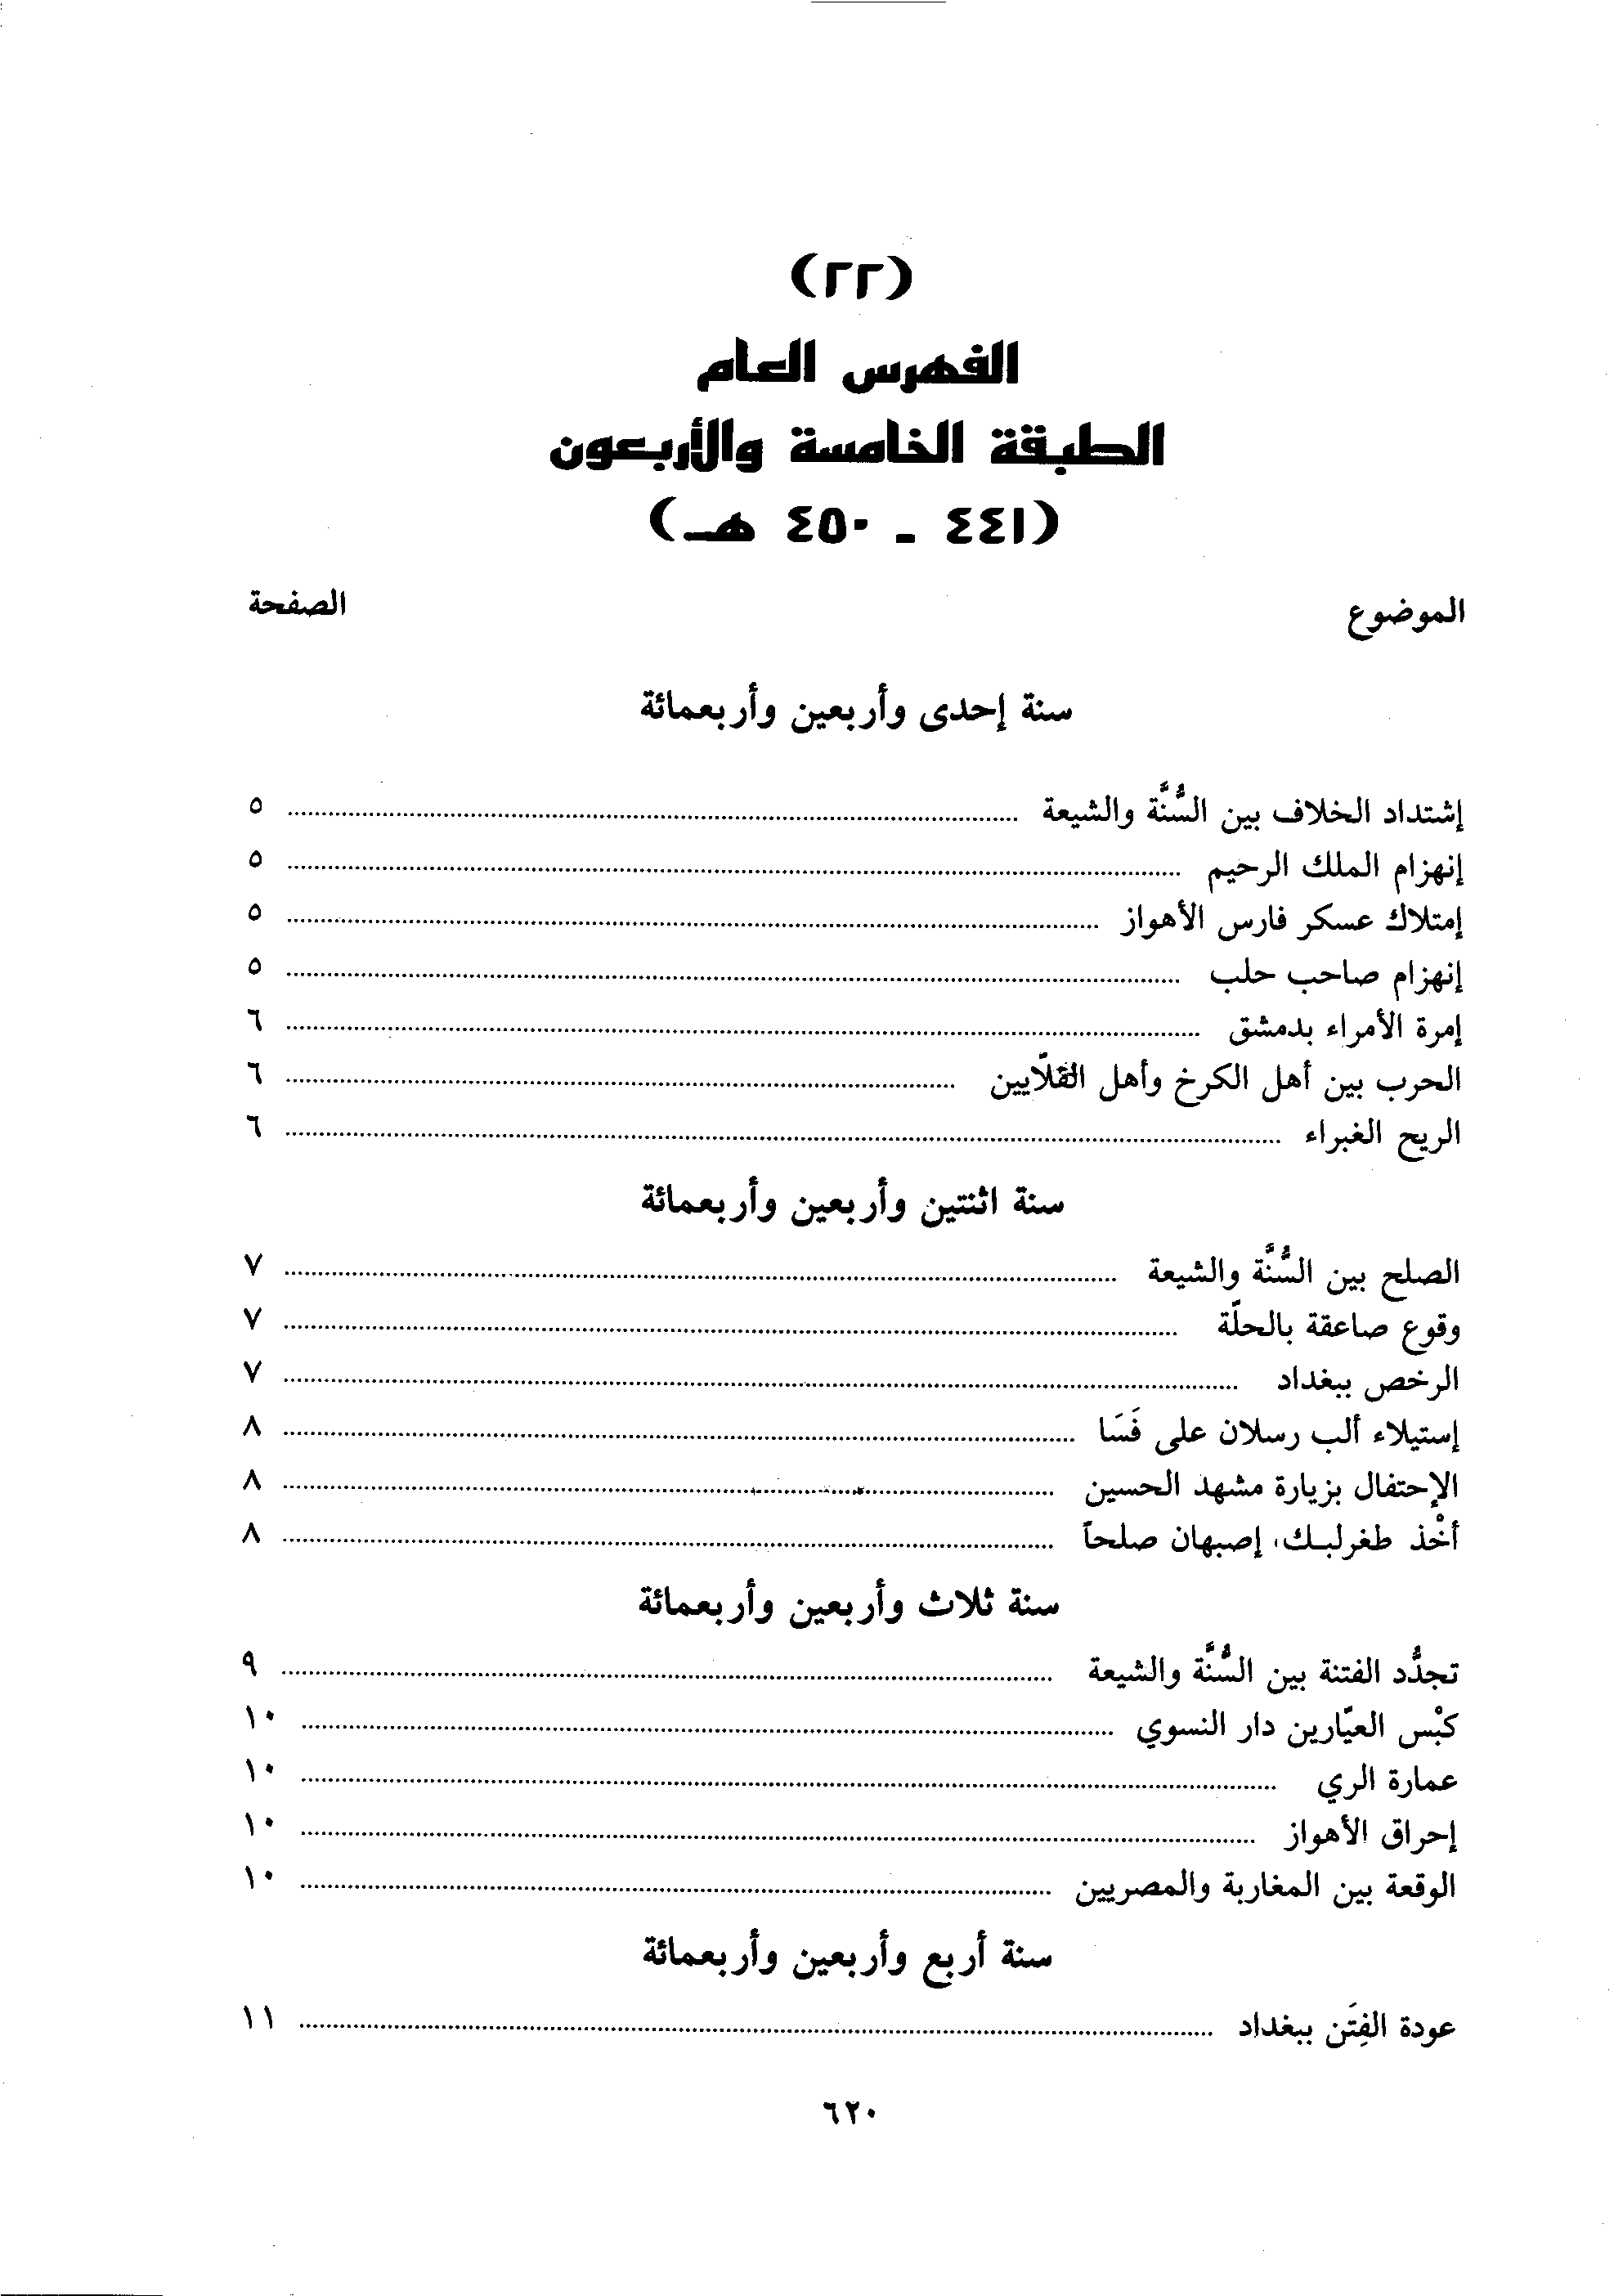 (٢٢)
الفهرس العام
الطبقة الخامسة والأربعون
(٤٤١ - ٤٥٠ هـ)
الموضوع الصفحة
سنة إحدى وأربعين وأربعمائة
إشتداد الخلاف بين السُّنَّة والشيعة ٥
إنهزام الملك الرحيم ٥
إمتلاك عسكر فارس الأهواز ٥
إنهزام صاحب حلب ٥
إمرة الأمراء بدمشق ٦
الحرب بين أهل الكرخ وأهل القلّايين ٦
الريح الغبراء ٦
سنة اثنتين وأربعين وأربعمائة
الصلح بين السُّنَّة والشيعة ٧
وقوع صاعقة بالحلّة ٧
الرخص ببغداد ٧
إستيلاء ألب رسلان على فَسَا ٨
الإحتفال بزيارة مشهد الحسين ٨
أخْذ طغرلبك، إصبهان صلحاً ٨
سنة ثلاث وأربعين وأربعمائة
تجدُّد الفتنة بين السُّنَّة والشيعة ٩
كبْس العيّارين دار النسوي ١٠
عمارة الري ١٠
إحراق الأهواز ١٠
الوقعة بين المغاربة والمصريين ١٠
سنة أربع وأربعين وأربعمائة
عودة الفِتَن ببغداد ١١
٦٢٠